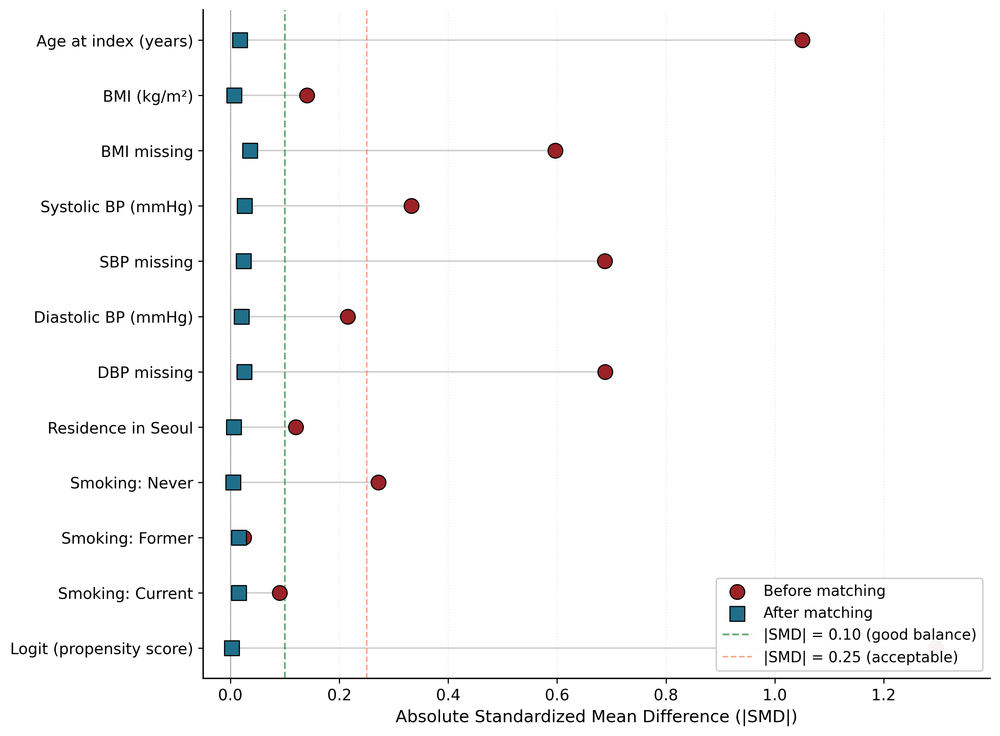 Age at index (years)
BMI (kg/m²)
BMI missing
Systolic BP (mmHg)
SBP missing
Diastolic BP (mmHg)
DBP missing
Residence in Seoul
Smoking: Never
Smoking: Former
Smoking: Current
Logit (propensity score)
Before matching
After matching
|SMD| = 0.10 (good balance)
|SMD| = 0.25 (acceptable)
0.0 0.2 0.4 0.6 0.8 1.0 1.2
Absolute Standardized Mean Difference (|SMD|)